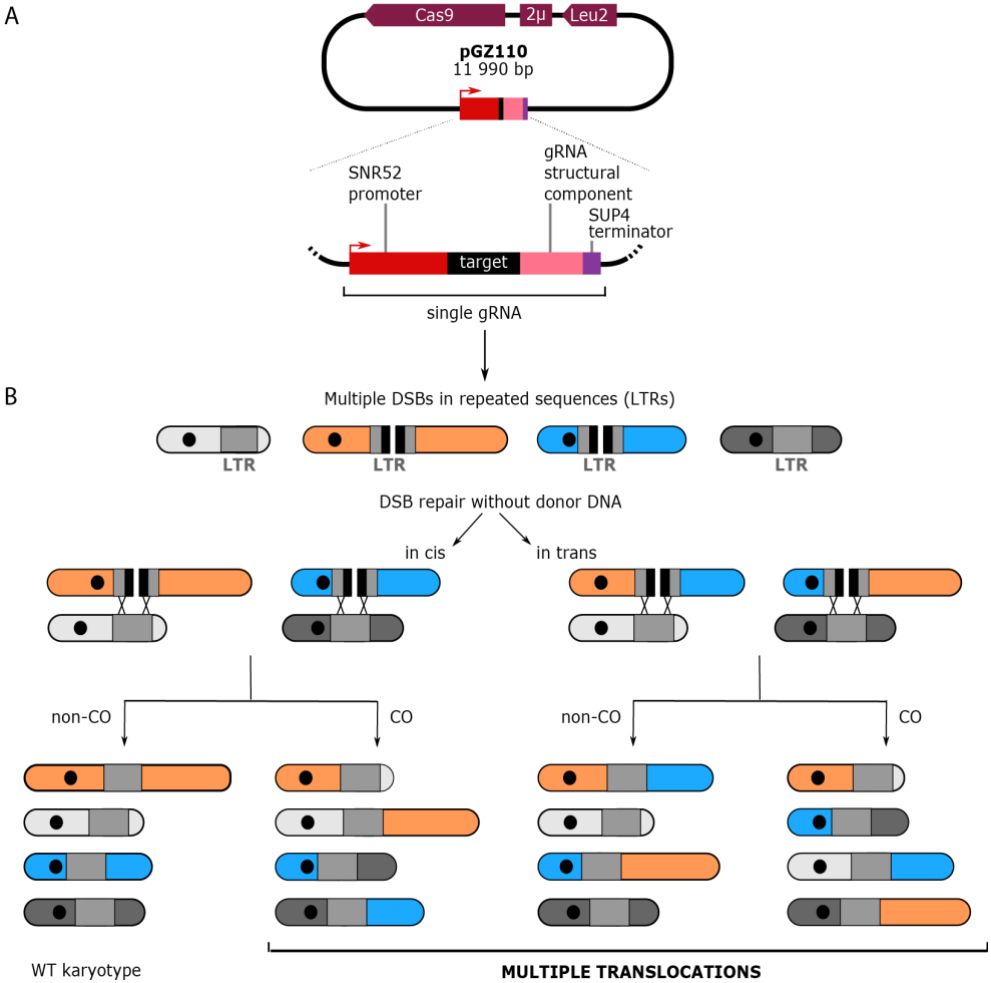 A
Cas9
2μ
Leu2
pGZ110
11 990 bp
SNR52
promoter
gRNA
structural
component
SUP4
terminator
target
single gRNA
B
Multiple DSBs in repeated sequences (LTRs)
LTR
LTR
LTR
LTR
DSB repair without donor DNA
in cis
in trans
non-CO
CO
non-CO
CO
WT karyotype
MULTIPLE TRANSLOCATIONS